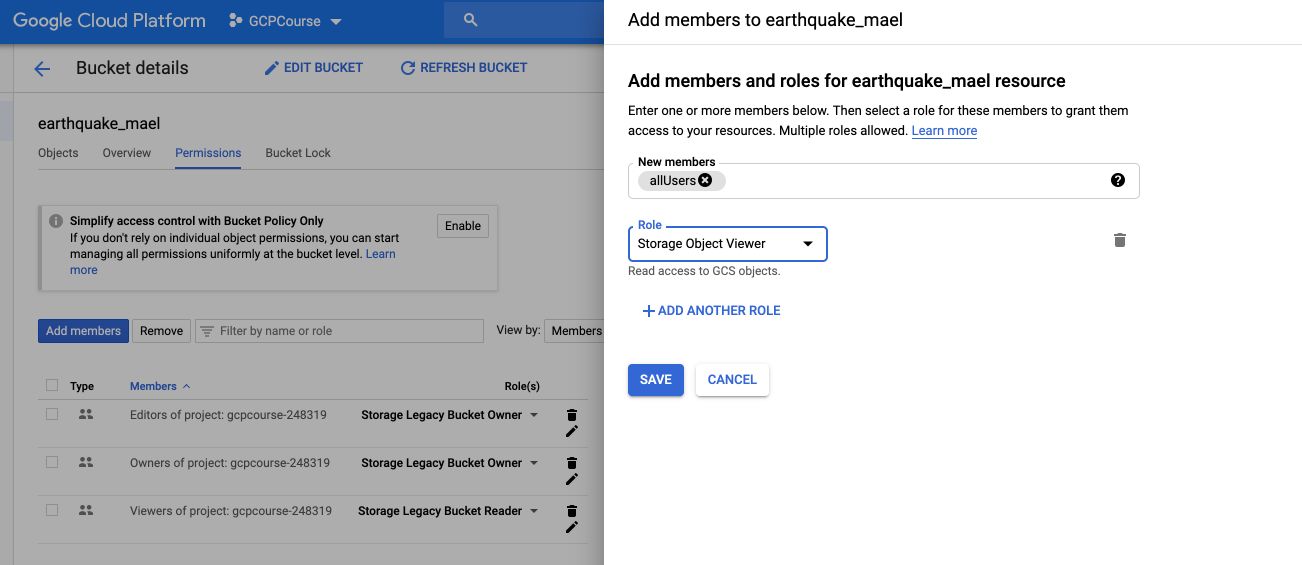 Google Cloud Platform
GCPCourse
Bucket details
EDIT BUCKET
REFRESH BUCKET
earthquake_mael
Objects
Overview
Permissions
Bucket Lock
Simplify access control with Bucket Policy Only
If you don't rely on individual object permissions, you can start
managing all permissions uniformly at the bucket level. Learn
more
Enable
Add members
Remove
Filter by name or role
View by:
Members
Type
Members
Role(s)
Editors of project: gcpcourse-248319
Storage Legacy Bucket Owner
Owners of project: gcpcourse-248319
Storage Legacy Bucket Owner
Viewers of project: gcpcourse-248319
Storage Legacy Bucket Reader
Add members to earthquake_mael
Add members and roles for earthquake_mael resource
Enter one or more members below. Then select a role for these members to grant them
access to your resources. Multiple roles allowed. Learn more
New members
allUsers
Role
Storage Object Viewer
Read access to GCS objects.
ADD ANOTHER ROLE
SAVE
CANCEL